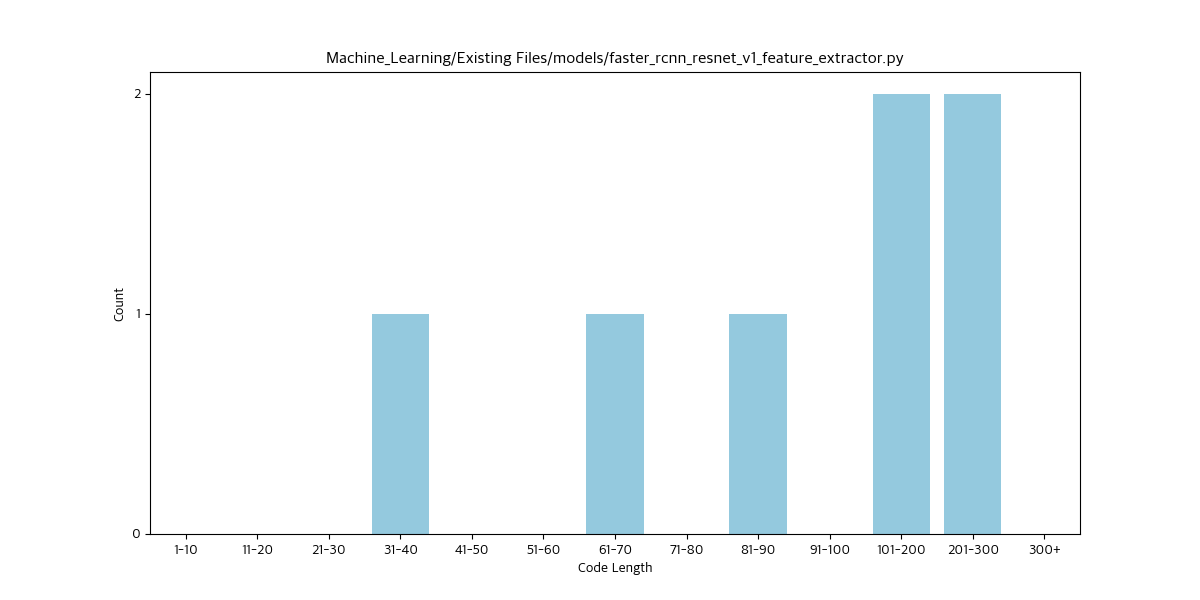 Machine_Learning/Existing Files/models/faster_rcnn_resnet_v1_feature_extractor.py
Count
2
1
0
1-10 11-20 21-30 31-40 41-50 51-60 61-70 71-80 81-90 91-100 101-200 201-300 300+
Code Length